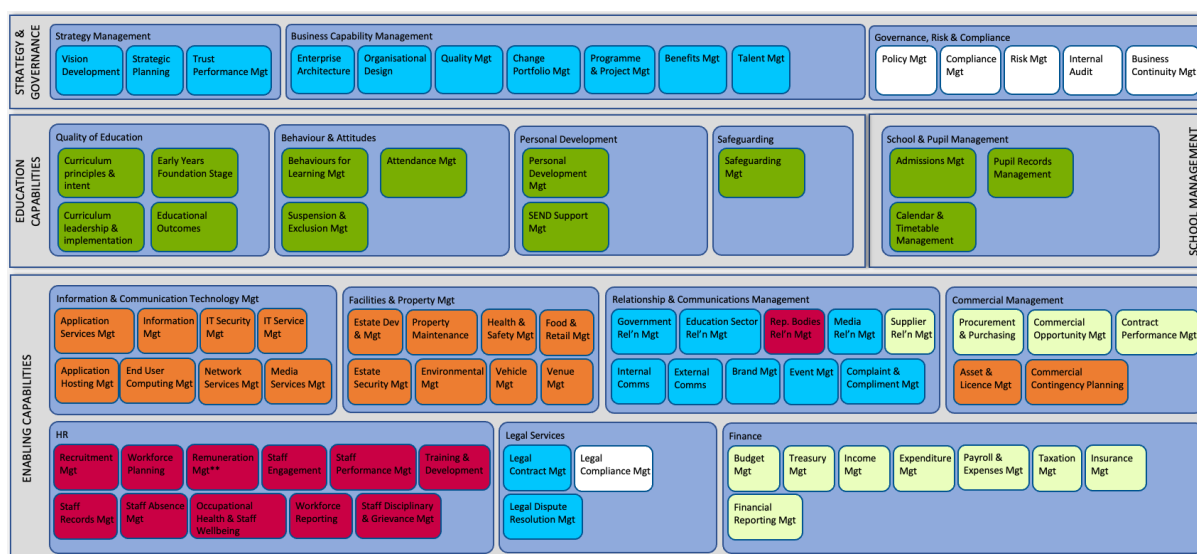 STRATEGY &
GOVERNANCE
Strategy Management
Vision
Development
Strategic
Planning
Trust
Performance Mgt
Business Capability Management
Enterprise
Architecture
Organisational
Design
Quality Mgt
Change
Portfolio Mgt
Programme
& Project Mgt
Benefits Mgt
Talent Mgt
Governance, Risk & Compliance
Policy Mgt
Compliance
Mgt
Risk Mgt
Internal
Audit
Business
Continuity Mgt
EDUCATION
CAPABILITIES
Quality of Education
Curriculum
principles &
intent
Early Years
Foundation Stage
Curriculum
leadership &
implementation
Educational
Outcomes
Behaviour & Attitudes
Behaviours for
Learning Mgt
Attendance Mgt
Suspension &
Exclusion Mgt
Personal Development
Personal
Development
Mgt
SEND Support
Mgt
Safeguarding
Safeguarding
Mgt
School & Pupil Management
Admissions Mgt
Pupil Records
Management
Calendar &
Timetable
Management
SCHOOL MANAGEMENT
ENABLING CAPABILITIES
Information & Communication Technology Mgt
Application
Services Mgt
Information
Mgt
IT Security
Mgt
IT Service
Mgt
Application
Hosting Mgt
End User
Computing Mgt
Network
Services Mgt
Media
Services Mgt
Facilities & Property Mgt
Estate Dev
& Mgt
Property
Maintenance
Health &
Safety Mgt
Food &
Retail Mgt
Estate
Security Mgt
Environmental
Mgt
Vehicle
Mgt
Venue
Mgt
Relationship & Communications Management
Government
Rel'n Mgt
Education Sector
Rel'n Mgt
Rep. Bodies
Rel'n Mgt
Media
Rel'n Mgt
Supplier
Rel'n Mgt
Internal
Comms
External
Comms
Brand Mgt
Event Mgt
Complaint &
Compliment Mgt
Commercial Management
Procurement
& Purchasing
Commercial
Opportunity Mgt
Contract
Performance Mgt
Asset &
Licence Mgt
Commercial
Contingency Planning
HR
Recruitment
Mgt
Workforce
Planning
Remuneration
Mgt**
Staff
Engagement
Staff
Performance Mgt
Training &
Development
Staff
Records Mgt
Staff Absence
Mgt
Occupational
Health & Staff
Wellbeing
Workforce
Reporting
Staff Disciplinary
& Grievance Mgt
Legal Services
Legal
Contract Mgt
Legal
Compliance Mgt
Legal Dispute
Resolution Mgt
Finance
Budget
Mgt
Treasury
Mgt
Income
Mgt
Expenditure
Mgt
Payroll &
Expenses Mgt
Taxation
Mgt
Insurance
Mgt
Financial
Reporting Mgt